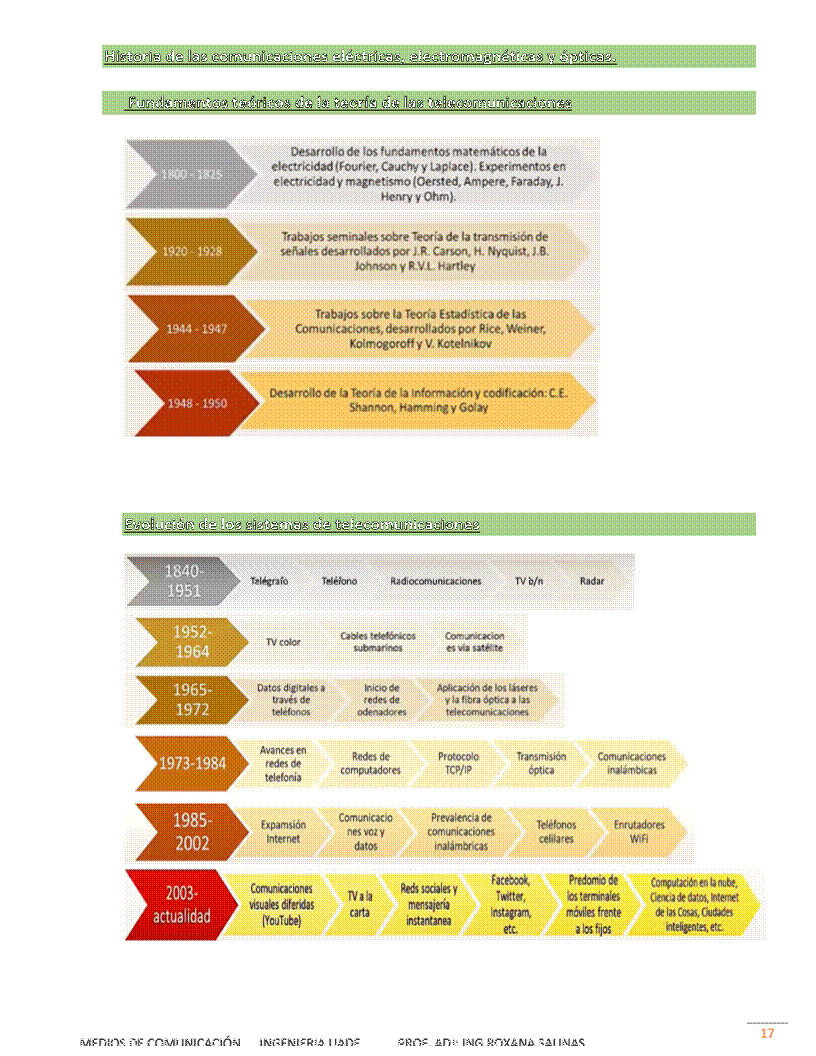 Historia de las comunicaciones eléctricas, electromagnéticas y ópticas.
Fundamentos teóricos de la teoría de las telecomunicaciones
1800 - 1825
Desarrollo de los fundamentos matemáticos de la
electricidad (Fourier, Cauchy y Laplace). Experimentos en
electricidad y magnetismo (Oersted, Ampere, Faraday, J.
Henry y Ohm).
1920 - 1928
Trabajos seminales sobre Teoría de la transmisión de
señales desarrollados por J.R. Carson, H. Nyquist, J.B.
Johnson y R.V.L. Hartley
1944 - 1947
Trabajos sobre la Teoría Estadística de las
Comunicaciones, desarrollados por Rice, Weiner,
Kolmogoroff y V. Kotelnikov
1948 - 1950
Desarrollo de la Teoría de la Información y codificación: C.E.
Shannon, Hamming y Golay
Evolución de los sistemas de telecomunicaciones
1840-
1951
Telégrafo
Teléfono
Radiocomunicaciones
TV b/n
Radar
1952-
1964
TV color
Cables telefónicos
submarinos
Comunicacion
es vía satélite
1965-
1972
Datos digitales a
través de
teléfonos
Inicio de
redes de
odenadores
Aplicación de los láseres
y la fibra óptica a las
telecomunicaciones
1973-1984
Avances en
redes de
telefonía
Redes de
computadores
Protocolo
TCP/IP
Transmisión
óptica
Comunicaciones
inalámbicas
1985-
2002
Expansión
Internet
Comunicacio
nes voz y
datos
Prevalencia de
comunicaciones
inalámbricas
Teléfonos
celilares
Enrutadores
WiFi
2003-
actualidad
Comunicaciones
visuales diferidas
(YouTube)
TV a la
carta
Reds sociales y
mensajería
instantanea
Facebook,
Twitter,
Instagram,
etc.
Predomio de
los terminales
móviles frente
a los fijos
Computación en la nube,
Ciencia de datos, Internet
de las Cosas, Ciudades
inteligentes, etc.
17
MEDIOS DE COMUNICACIÓN INGENIERIA UADE PROF. ADJ: ING ROXANA SALINAS